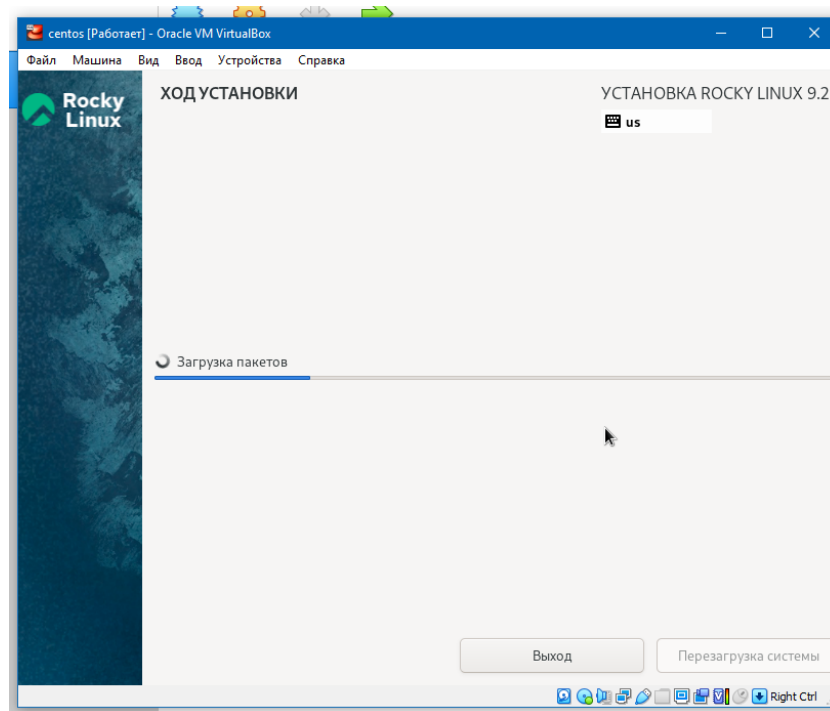 centos [Работает] - Oracle VM VirtualBox
Файл Машина Вид Ввод Устройства Справка
Rocky Linux
ХОД УСТАНОВКИ
УСТАНОВКА ROCKY LINUX 9.2
us
Загрузка пакетов
Выход
Перезагрузка системы
Right Ctrl